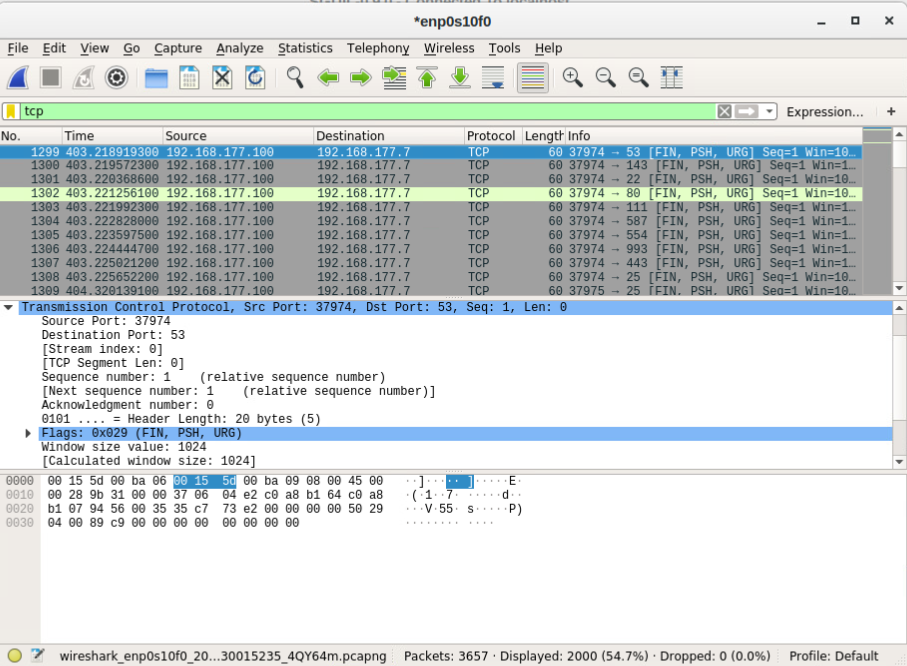 *enp0s10f0
File Edit View Go Capture Analyze Statistics Telephony Wireless Tools Help
tcp Expression… +
No. Time Source Destination Protocol Length Info
1299 403.218919300 192.168.177.100 192.168.177.7 TCP 60 37974 → 53 [FIN, PSH, URG] Seq=1 Win=10…
1300 403.219572300 192.168.177.100 192.168.177.7 TCP 60 37974 → 143 [FIN, PSH, URG] Seq=1 Win=1…
1301 403.220368600 192.168.177.100 192.168.177.7 TCP 60 37974 → 22 [FIN, PSH, URG] Seq=1 Win=10…
1302 403.221256100 192.168.177.100 192.168.177.7 TCP 60 37974 → 80 [FIN, PSH, URG] Seq=1 Win=10…
1303 403.221992300 192.168.177.100 192.168.177.7 TCP 60 37974 → 111 [FIN, PSH, URG] Seq=1 Win=1…
1304 403.222828000 192.168.177.100 192.168.177.7 TCP 60 37974 → 587 [FIN, PSH, URG] Seq=1 Win=1…
1305 403.223597500 192.168.177.100 192.168.177.7 TCP 60 37974 → 554 [FIN, PSH, URG] Seq=1 Win=1…
1306 403.224444700 192.168.177.100 192.168.177.7 TCP 60 37974 → 993 [FIN, PSH, URG] Seq=1 Win=1…
1307 403.225021200 192.168.177.100 192.168.177.7 TCP 60 37974 → 443 [FIN, PSH, URG] Seq=1 Win=1…
1308 403.225652200 192.168.177.100 192.168.177.7 TCP 60 37974 → 25 [FIN, PSH, URG] Seq=1 Win=10…
1309 404.320139100 192.168.177.100 192.168.177.7 TCP 60 37975 → 25 [FIN, PSH, URG] Seq=1 Win=10…
Transmission Control Protocol, Src Port: 37974, Dst Port: 53, Seq: 1, Len: 0
Source Port: 37974
Destination Port: 53
[Stream index: 0]
[TCP Segment Len: 0]
Sequence number: 1 (relative sequence number)
[Next sequence number: 1 (relative sequence number)]
Acknowledgment number: 0
0101 .... = Header Length: 20 bytes (5)
Flags: 0x029 (FIN, PSH, URG)
Window size value: 1024
[Calculated window size: 1024]
0000 00 15 5d 00 ba 06 00 15 5d 00 ba 09 08 00 45 00 ··]····· ]·····E·
0010 00 28 9b 31 00 00 37 06 04 e2 c0 a8 b1 64 c0 a8 ·(·1··7· ·····d··
0020 b1 07 94 56 00 35 35 c7 73 e2 00 00 00 00 50 29 ···V·55· s·····P)
0030 04 00 89 c9 00 00 00 00 00 00 00 00 ········ ····
wireshark_enp0s10f0_20…30015235_4QY64m.pcapng Packets: 3657 · Displayed: 2000 (54.7%) · Dropped: 0 (0.0%) Profile: Default